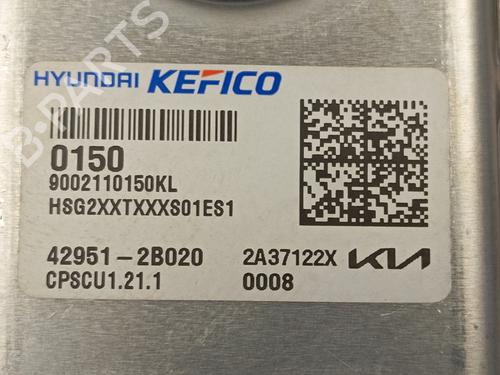 HYUNDAI KEFICO
0150
9002110150KL
HSG2XXTXXXS01ES1
42951-2B020 2A37122X KIA
CPSCU1.21.1 0008
B-PARTS